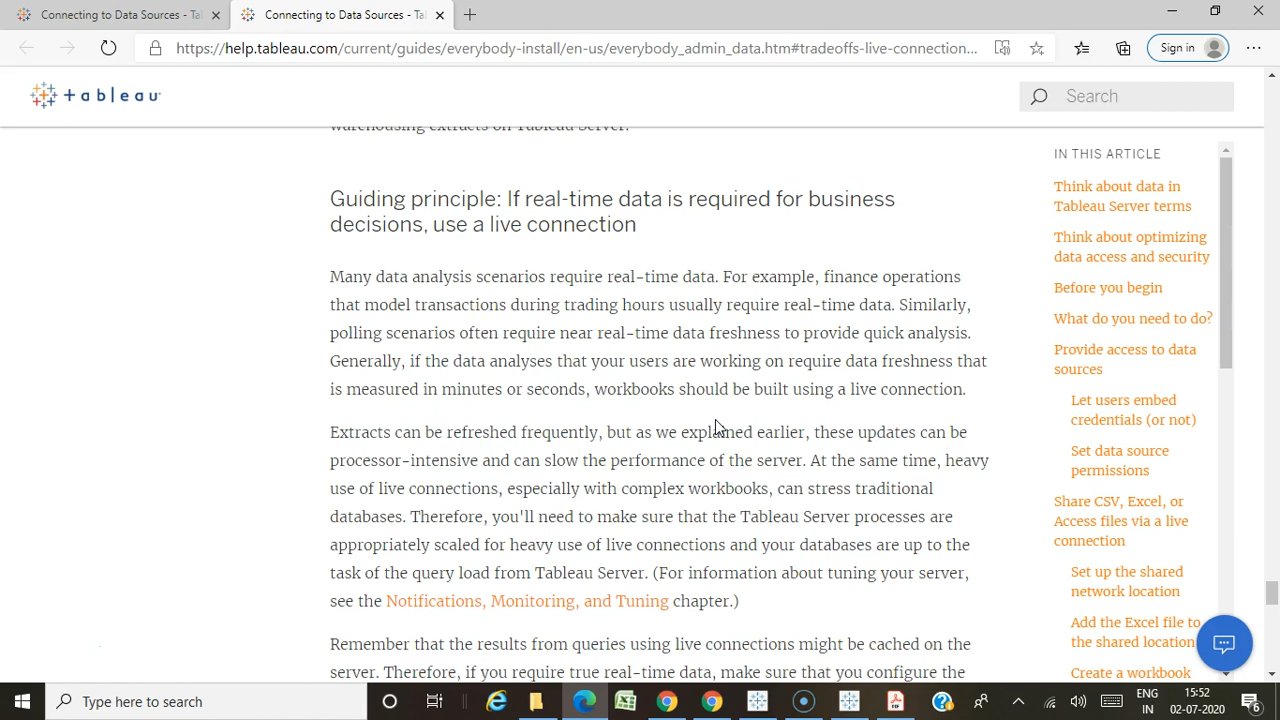 Connecting to Data Sources - Ta
Connecting to Data Sources - Tal
https://help.tableau.com/current/guides/everybody-install/en-us/everybody_admin_data.htm#tradeoffs-live-connection...
Sign in
+ableau
Search
warehousing extracts on Tableau Server.
Guiding principle: If real-time data is required for business
decisions, use a live connection
Many data analysis scenarios require real-time data. For example, finance operations
that model transactions during trading hours usually require real-time data. Similarly,
polling scenarios often require near real-time data freshness to provide quick analysis.
Generally, if the data analyses that your users are working on require data freshness that
is measured in minutes or seconds, workbooks should be built using a live connection.
Extracts can be refreshed frequently, but as we explained earlier, these updates can be
processor-intensive and can slow the performance of the server. At the same time, heavy
use of live connections, especially with complex workbooks, can stress traditional
databases. Therefore, you'll need to make sure that the Tableau Server processes are
appropriately scaled for heavy use of live connections and your databases are up to the
task of the query load from Tableau Server. (For information about tuning your server,
see the Notifications, Monitoring, and Tuning chapter.)
Remember that the results from queries using live connections might be cached on the
server. Therefore, if you require true real-time data, make sure that you configure the
IN THIS ARTICLE
Think about data in
Tableau Server terms
Think about optimizing
data access and security
Before you begin
What do you need to do?
Provide access to data
sources
Let users embed
credentials (or not)
Set data source
permissions
Share CSV, Excel, or
Access files via a live
connection
Set up the shared
network location
Add the Excel file to
the shared location
Create a workbook
Type here to search
ENG
IN
15:52
02-07-2020
6